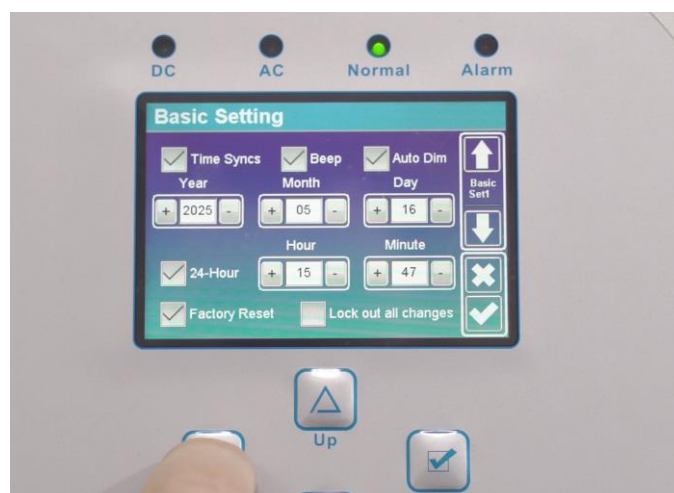 DC AC Normal Alarm
Basic Setting
Time Syncs Beep Auto Dim
Year Month Day
Basic
Set1
+ 2025 - + 05 - + 16 -
Hour Minute
24-Hour + 15 - + 47 -
Factory Reset Lock out all changes
Up